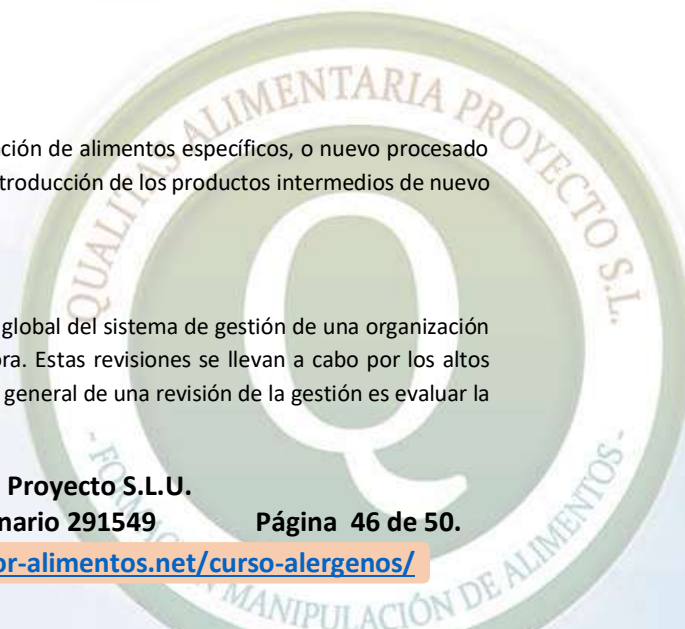 QUALITAS ALIMENTARIA PROYECTO S.L.
ción de alimentos específicos, o nuevo procesado
troducción de los productos intermedios de nuevo
global del sistema de gestión de una organización
ora. Estas revisiones se llevan a cabo por los altos
general de una revisión de la gestión es evaluar la
Proyecto S.L.U.
nario 291549 Página 46 de 50.
or-alimentos.net/curso-alergenos/
- FORMACIÓN MANIPULACIÓN DE ALIMENTOS -
Q